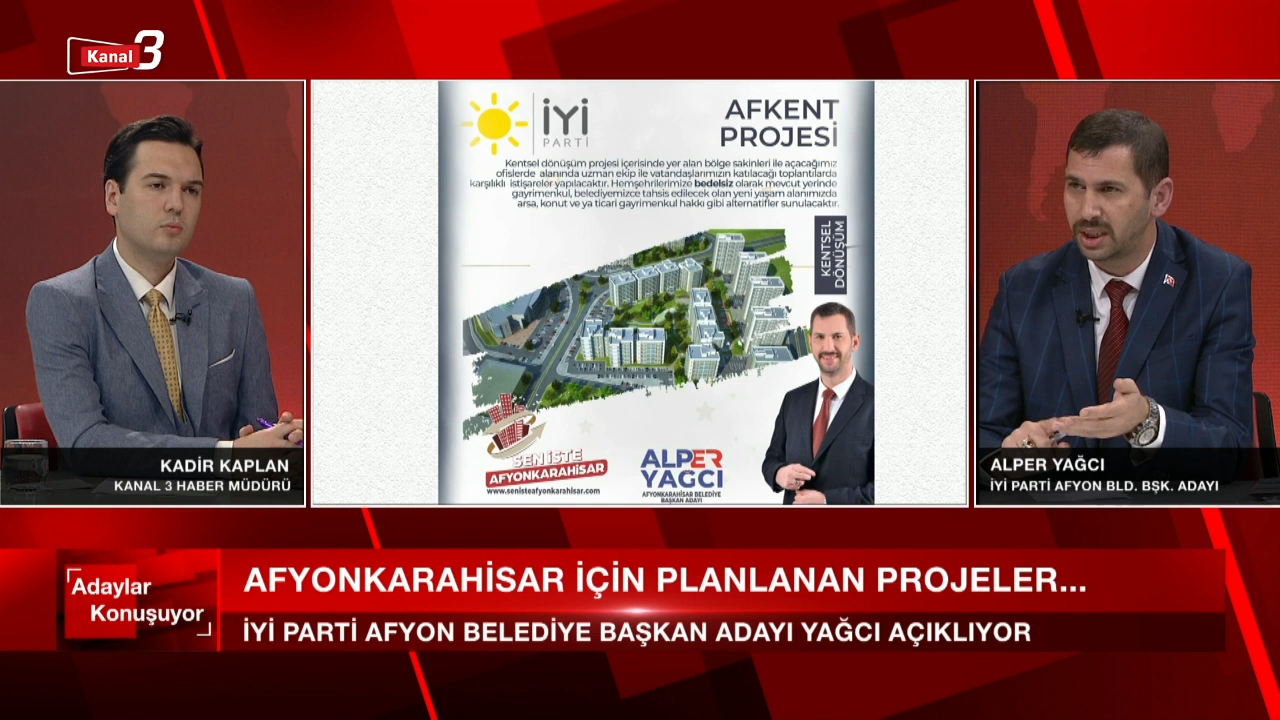 Kanal 3
İYİ
PARTİ
AFKENT
PROJESİ
Kentsel dönüşüm projesi içerisinde yer alan bölge sakinleri ile açacağımız
ofislerde alanında uzman ekip ile vatandaşlarımızın katılacağı toplantılarda
karşılıklı istişareler yapılacaktır. Hemşehrilerimize bedelsiz olarak mevcut yerinde
gayrimenkul, belediyemizce tahsis edilecek olan yeni yaşam alanımızda
arsa, konut ve ya ticari gayrimenkul hakkı gibi alternatifler sunulacaktır.
KENTSEL
DÖNÜŞÜM
SEN İSTE
AFYONKARAHİSAR
www.senisteafyonkarahisar.com
ALPER
YAĞCI
AFYONKARAHİSAR BELEDİYE
BAŞKAN ADAYI
KADİR KAPLAN
KANAL 3 HABER MÜDÜRÜ
ALPER YAĞCI
İYİ PARTİ AFYON BLD. BŞK. ADAYI
Adaylar
Konuşuyor
AFYONKARAHİSAR İÇİN PLANLANAN PROJELER...
İYİ PARTİ AFYON BELEDİYE BAŞKAN ADAYI YAĞCI AÇIKLIYOR